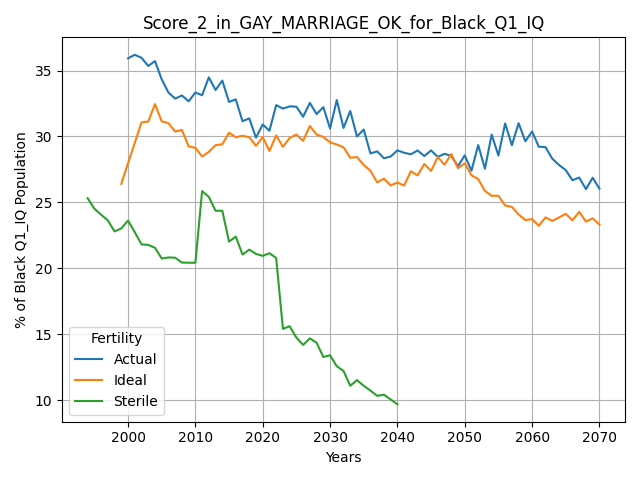 Score_2_in_GAY_MARRIAGE_OK_for_Black_Q1_IQ
% of Black Q1_IQ Population
35
30
25
20
15
10
Fertility
Actual
Ideal
Sterile
2000 2010 2020 2030 2040 2050 2060 2070
Years